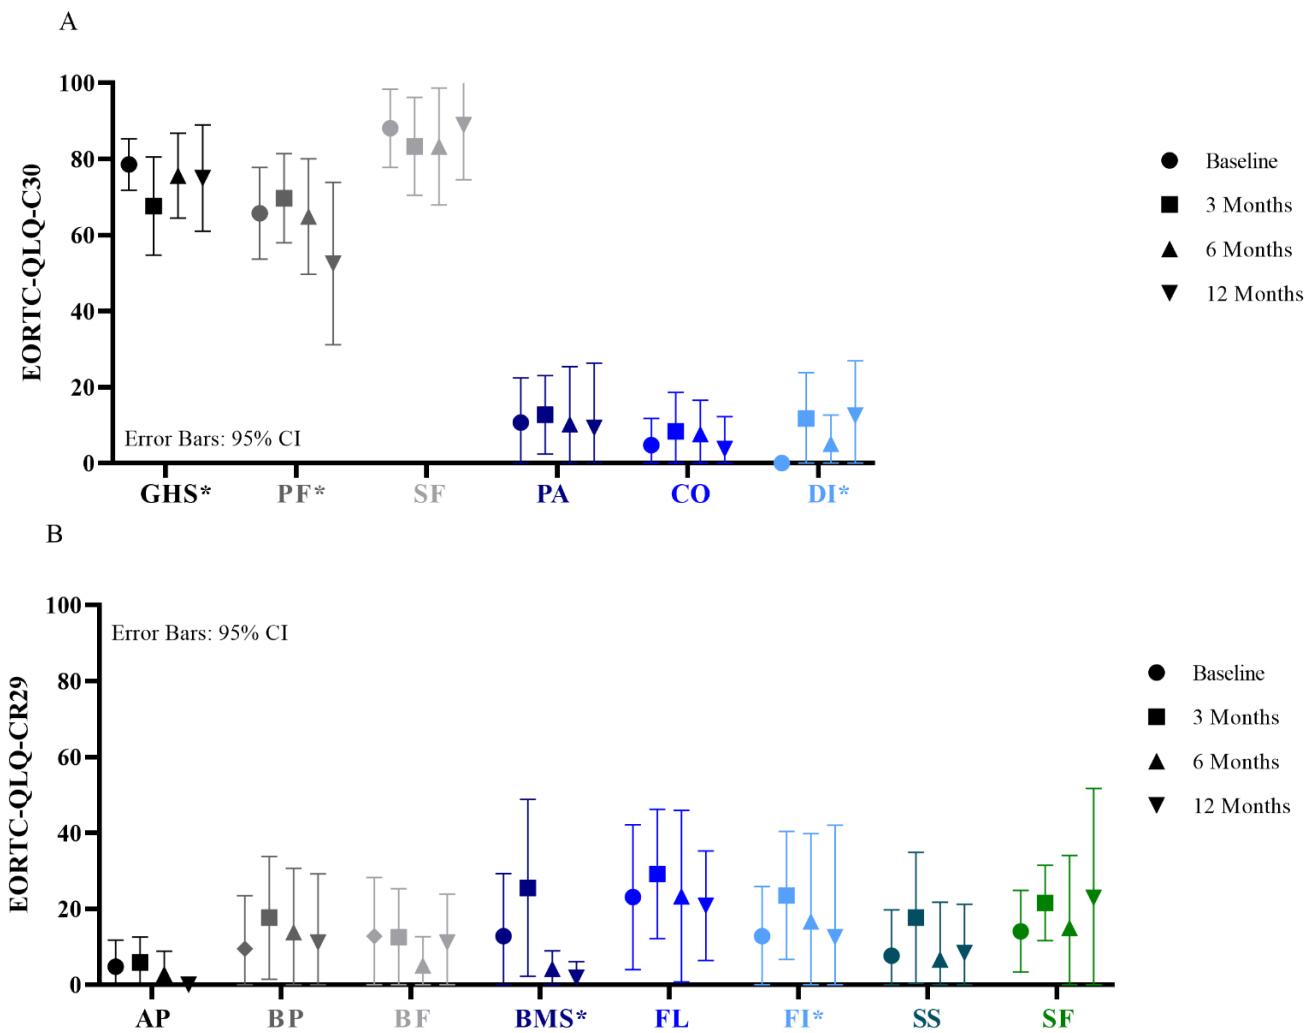 A
EORTC-QLQ-C30
100
80
60
40
20
0
Error Bars: 95% CI
GHS* PF* SF PA CO DI*
Baseline
3 Months
6 Months
12 Months
B
EORTC-QLQ-CR29
100
80
60
40
20
0
Error Bars: 95% CI
AP BP BF BMS* FL FI* SS SF
Baseline
3 Months
6 Months
12 Months